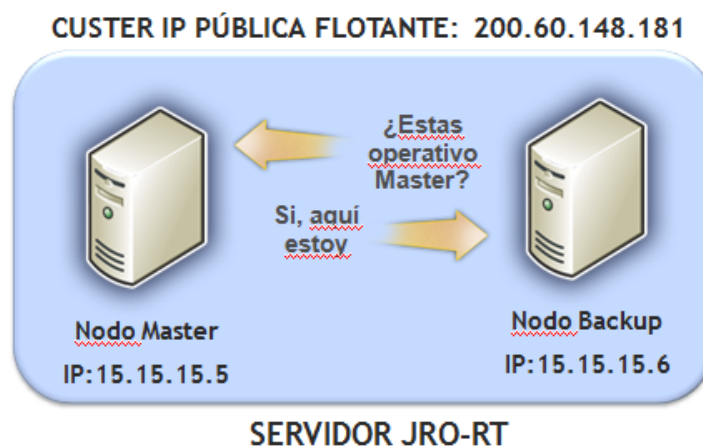 CUSTER IP PÚBLICA FLOTANTE: 200.60.148.181
¿Estas
operativo
Master?
Si, aquí
estoy
Nodo Master
IP:15.15.15.5
Nodo Backup
IP:15.15.15.6
SERVIDOR JRO-RT